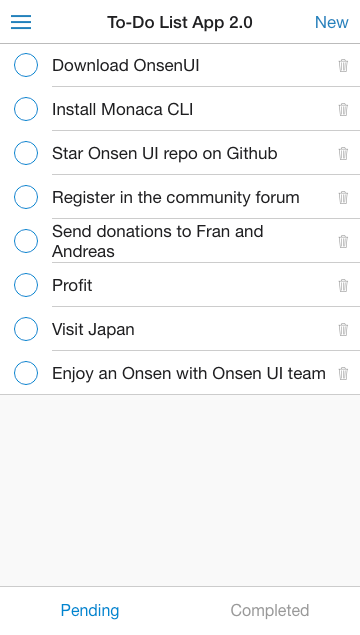 To-Do List App 2.0
New
Download OnsenUI
Install Monaca CLI
Star Onsen UI repo on Github
Register in the community forum
Send donations to Fran and
Andreas
Profit
Visit Japan
Enjoy an Onsen with Onsen UI team
Pending
Completed